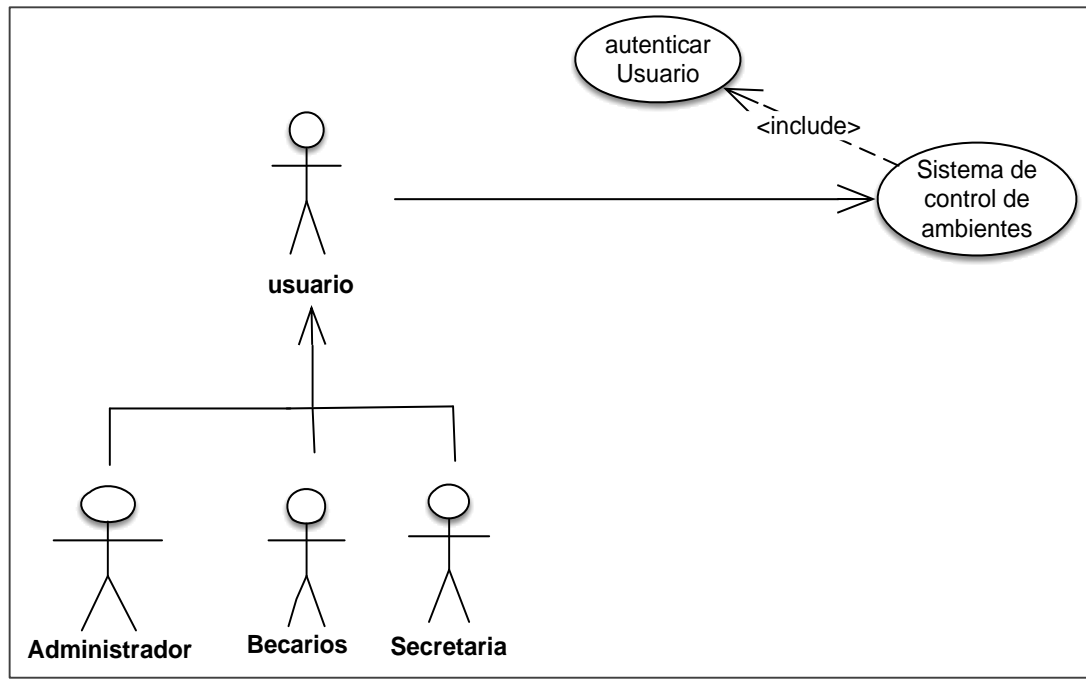 autenticar
Usuario
<include>
Sistema de
control de
ambientes
usuario
Administrador
Becarios
Secretaria